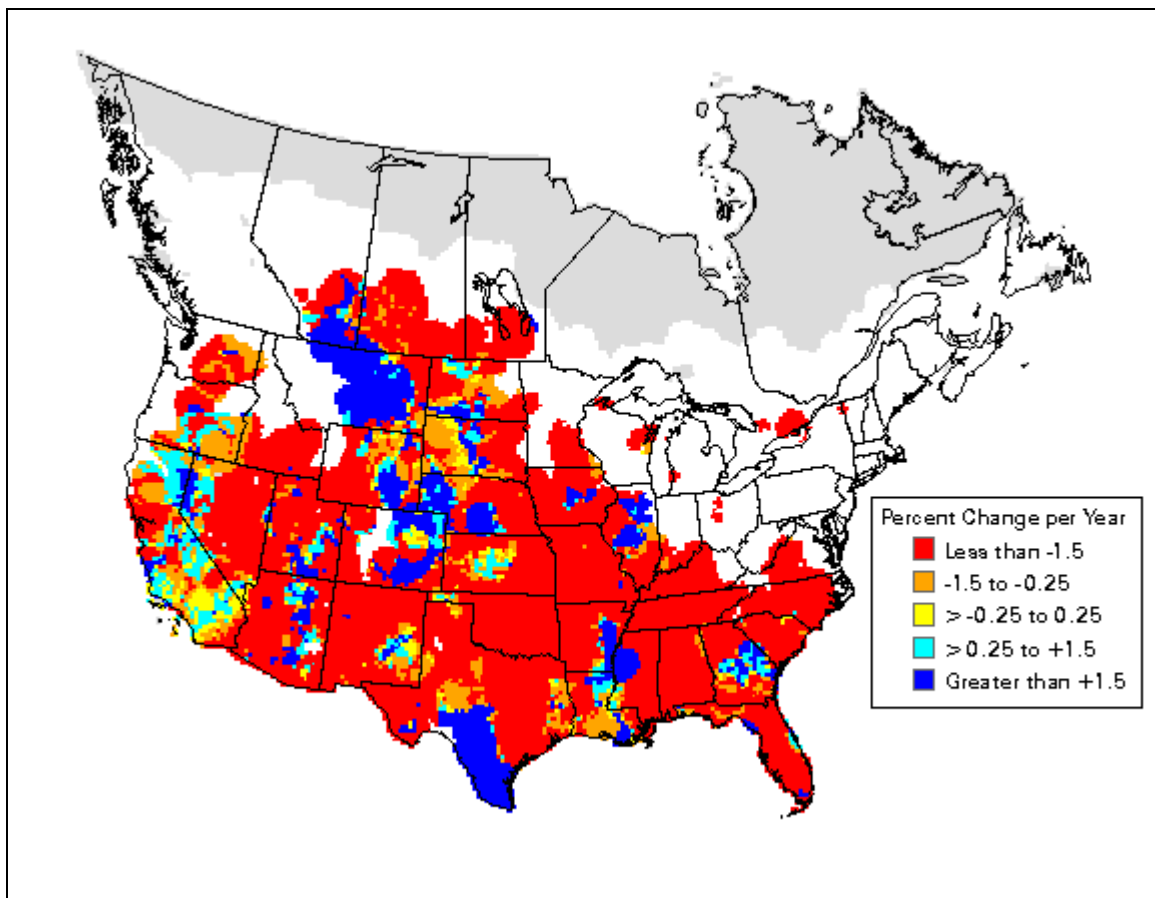 Percent Change per Year
Less than -1.5
-1.5 to -0.25
> -0.25 to 0.25
> 0.25 to +1.5
Greater than +1.5